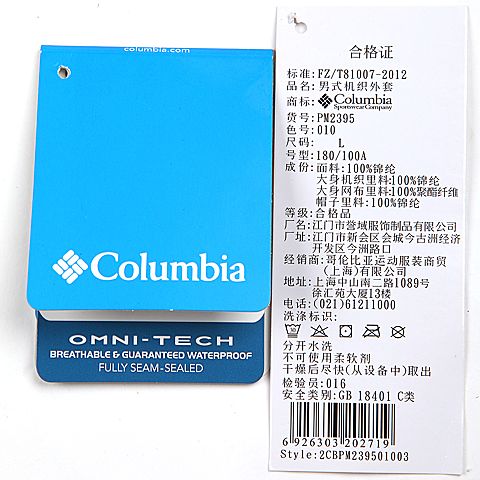 columbia.com
Columbia
OMNI-TECH
BREATHABLE & GUARANTEED WATERPROOF
FULLY SEAM-SEALED
合格证
标准:FZ/T81007-2012
品名:男式机织外套
商标:Columbia
Sportswear Company
货号:PM2395
色号:010
尺码: L
号型:180/100A
成份:面料:100%锦纶
大身机织里料:100%锦纶
大身网布里料:100%聚酯纤维
帽子里料:100%锦纶
等级:合格品
厂名:江门市誉域服饰制品有限公司
厂址:江门市新会区会城今古洲经济
开发区今洲路口
经销商:哥伦比亚运动服装商贸
(上海)有限公司
地址:上海中山南二路1089号
徐汇苑大厦13楼
电话:(021)61211000
洗涤标识:
分开水洗
不可使用柔软剂
干燥后尽快(从设备中)取出
检验员:016
安全类别:GB 18401 C类
6 926303 202719
Style:2CBPM239501003